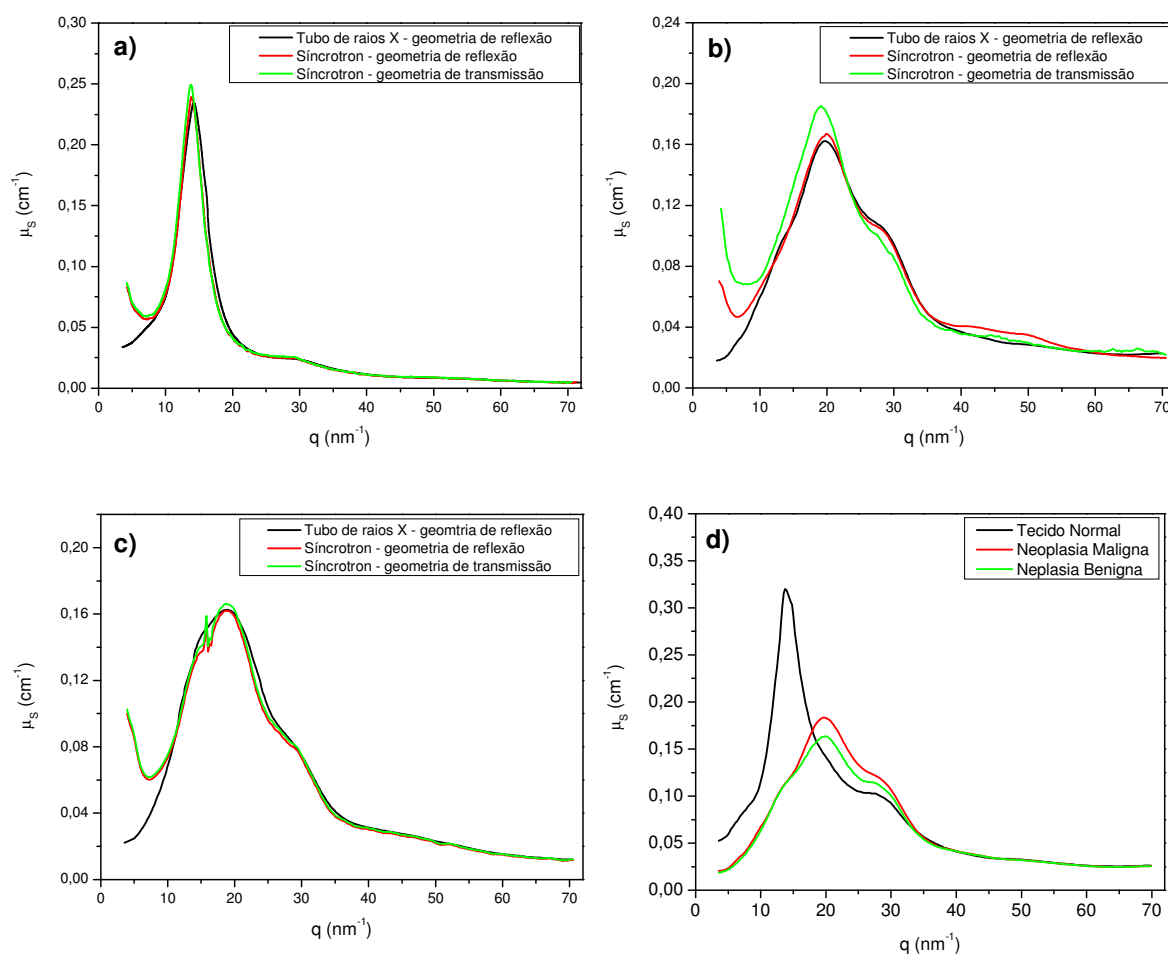 a)
Tubo de raios X - geometria de reflexão
Síncrotron - geometria de reflexão
Síncrotron - geometria de transmissão
0,30
0,25
0,20
0,15
0,10
0,05
0,00
μs (cm-1)
0 10 20 30 40 50 60 70
q (nm-1)
b)
Tubo de raios X - geometria de reflexão
Síncrotron - geometria de reflexão
Síncrotron - geometria de transmissão
0,24
0,20
0,16
0,12
0,08
0,04
0,00
μs (cm-1)
0 10 20 30 40 50 60 70
q (nm-1)
c)
Tubo de raios X - geomtria de reflexão
Síncrotron - geometria de reflexão
Síncrotron - geometria de transmissão
0,20
0,16
0,12
0,08
0,04
0,00
μs (cm-1)
0 10 20 30 40 50 60 70
q (nm-1)
d)
Tecido Normal
Neoplasia Maligna
Neplasia Benigna
0,40
0,35
0,30
0,25
0,20
0,15
0,10
0,05
0,00
μs (cm-1)
0 10 20 30 40 50 60 70
q (nm-1)